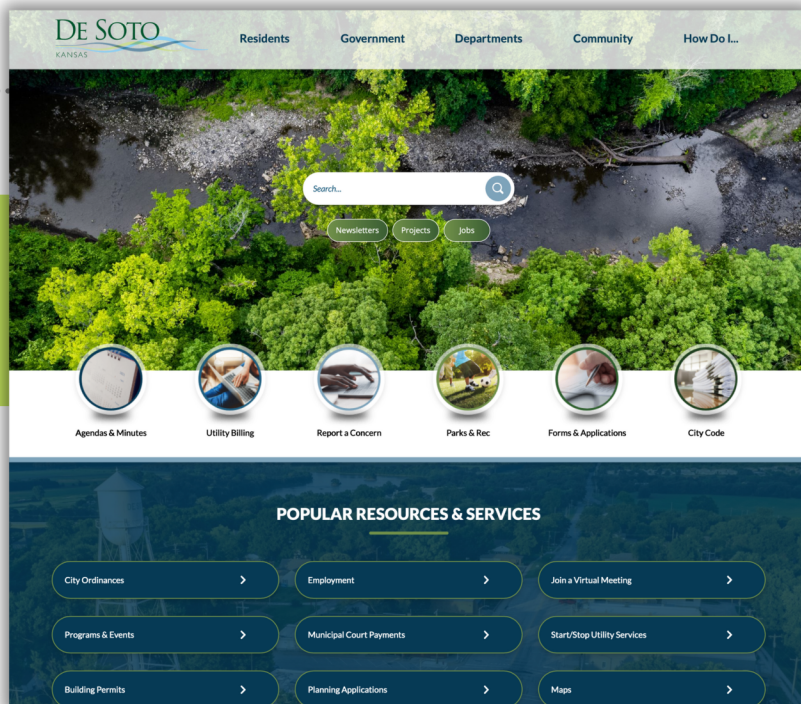 DE SOTO
KANSAS
Residents
Government
Departments
Community
How Do I...
Search...
Newsletters
Projects
Jobs
Agendas & Minutes
Utility Billing
Report a Concern
Parks & Rec
Forms & Applications
City Code
POPULAR RESOURCES & SERVICES
City Ordinances
Employment
Join a Virtual Meeting
Programs & Events
Municipal Court Payments
Start/Stop Utility Services
Building Permits
Planning Applications
Maps